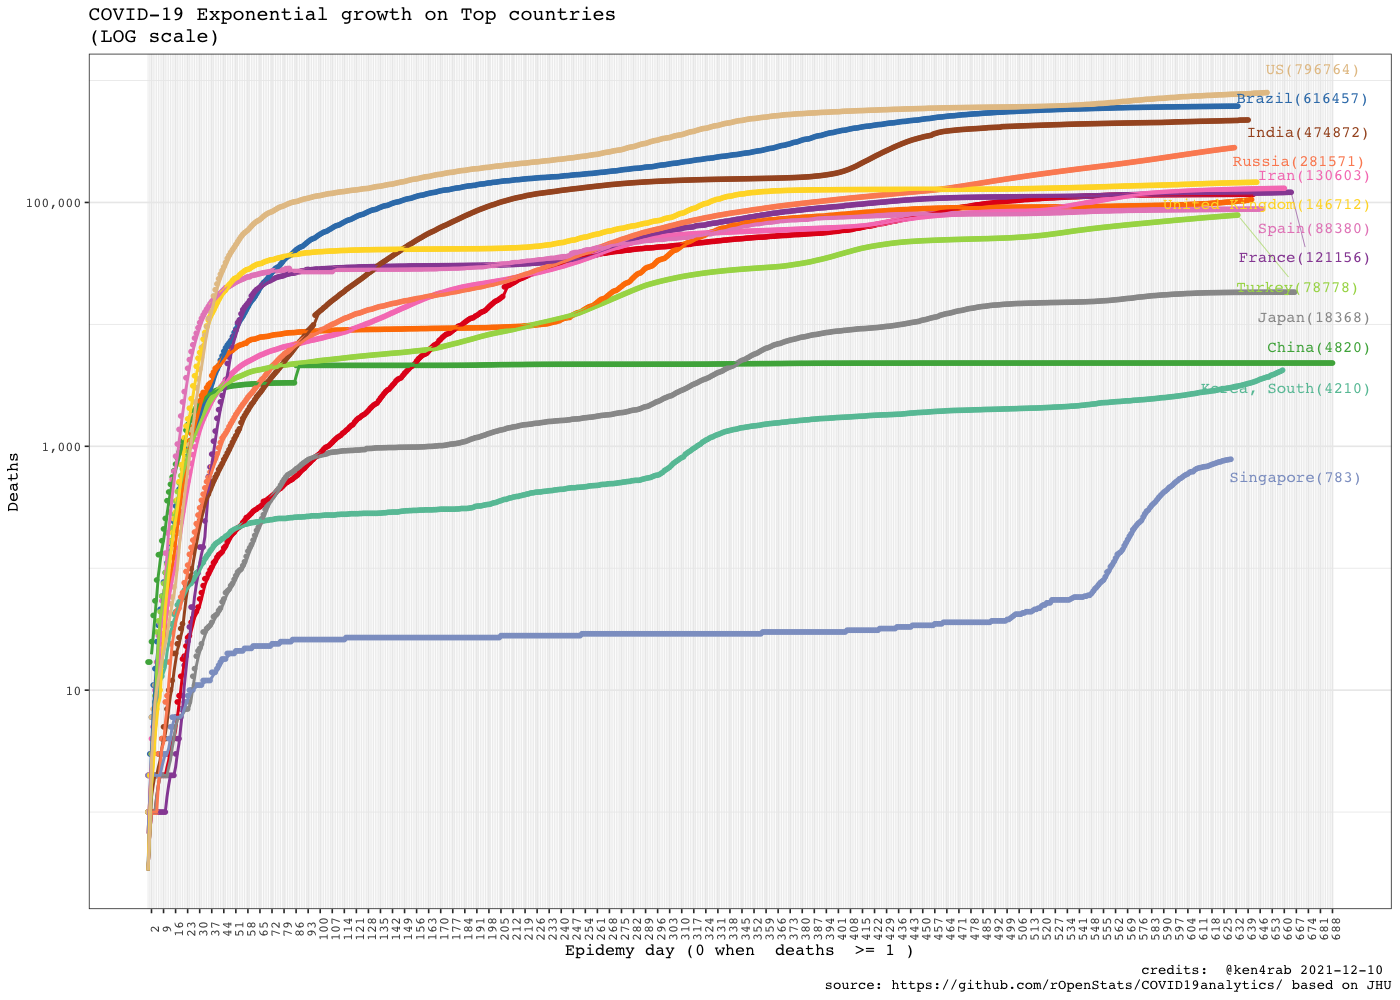 COVID-19 Exponential growth on Top countries
(LOG scale)
US(796764)
Brazil(616457)
India(474872)
Russia(281571)
Iran(130603)
United Kingdom(146712)
Spain(88380)
France(121156)
Turkey(78778)
Japan(18368)
China(4820)
Korea, South(4210)
Singapore(783)
100,000
1,000
10
Deaths
2 9 16 23 30 37 44 51 58 65 72 79 86 93 100 107 114 121 128 135 142 149 156 163 170 177 184 191 198 205 212 219 226 233 240 247 254 261 268 275 282 289 296 303 310 317 324 331 338 345 352 359 366 373 380 387 394 401 408 415 422 429 436 443 450 457 464 471 478 485 492 499 506 513 520 527 534 541 548 555 562 569 576 583 590 597 604 611 618 625 632 639 646 653 660 667 674 681 688
Epidemy day (0 when  deaths  >= 1 )
credits:  @ken4rab 2021-12-10
source: https://github.com/rOpenStats/COVID19analytics/ based on JHU